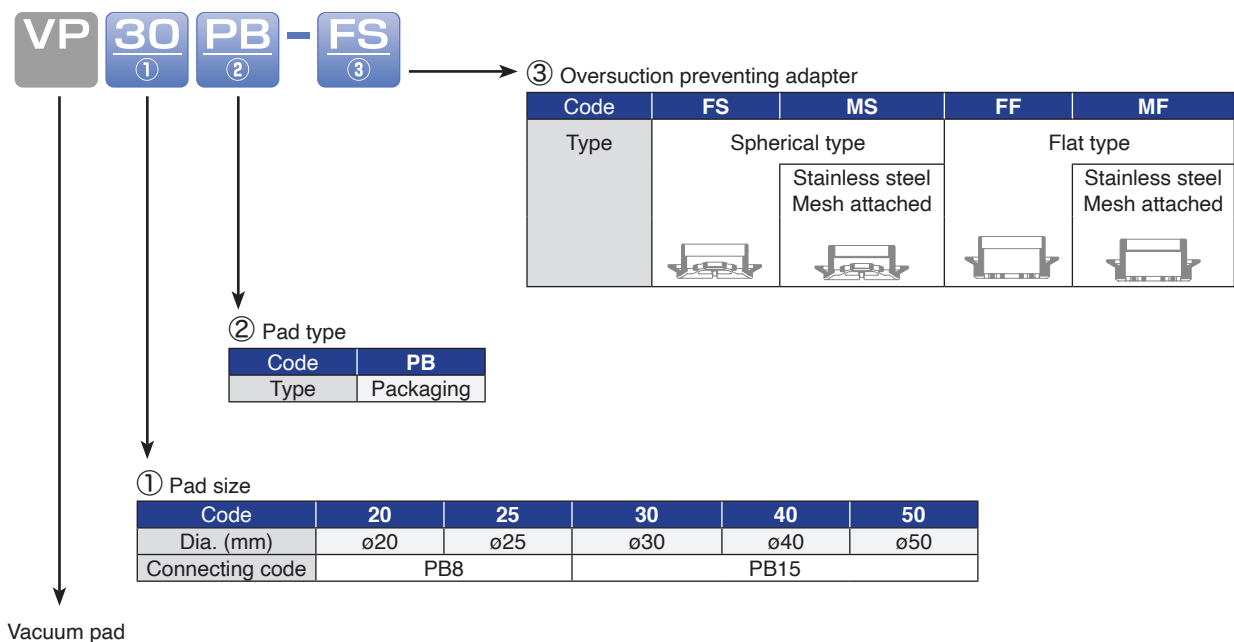 VP 30 PB - FS
① ② ③
③ Oversuction preventing adapter
Code FS MS FF MF
Type Spherical type Flat type
Stainless steel Stainless steel
Mesh attached Mesh attached
② Pad type
Code PB
Type Packaging
① Pad size
Code 20 25 30 40 50
Dia. (mm) ø20 ø25 ø30 ø40 ø50
Connecting code PB8 PB15
Vacuum pad